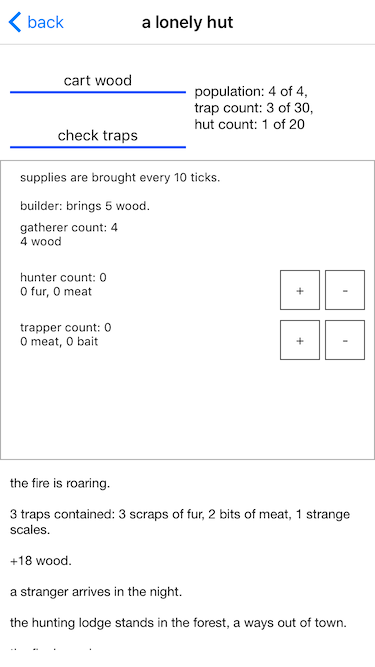 back
a lonely hut
cart wood
check traps
population: 4 of 4,
trap count: 3 of 30,
hut count: 1 of 20
supplies are brought every 10 ticks.
builder: brings 5 wood.
gatherer count: 4
4 wood
hunter count: 0
0 fur, 0 meat
+ -
trapper count: 0
0 meat, 0 bait
+ -
the fire is roaring.
3 traps contained: 3 scraps of fur, 2 bits of meat, 1 strange
scales.
+18 wood.
a stranger arrives in the night.
the hunting lodge stands in the forest, a ways out of town.